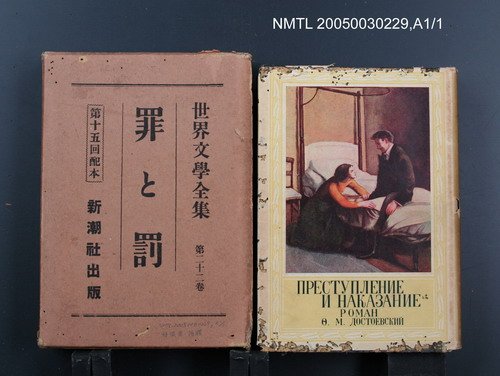 NMTL 20050030229,A1/1
世界文學全集 第二十二卷
罪と罰
第十五回配本
新潮社出版
ПРЕСТУПЛЕНИЕ
И НАКАЗАНИЕ
РОМАН
Ѳ. М. ДОСТОЕВСКИЙ